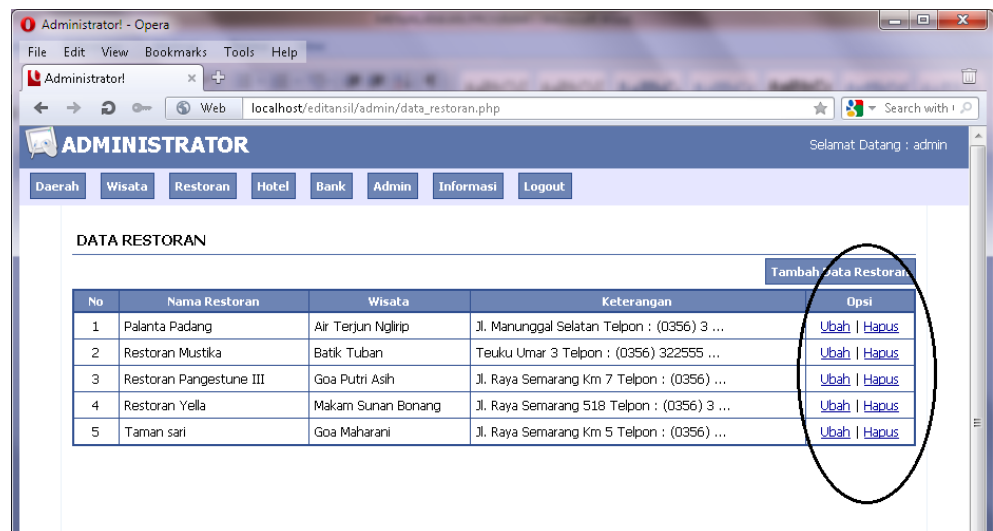 Administrator! - Opera
File Edit View Bookmarks Tools Help
Administrator!
Web localhost/editansil/admin/data_restoran.php Search with
ADMINISTRATOR Selamat Datang : admin
Daerah Wisata Restoran Hotel Bank Admin Informasi Logout
DATA RESTORAN
Tambah Data Restoran
No Nama Restoran Wisata Keterangan Opsi
1 Palanta Padang Air Terjun Nglirip Jl. Manunggal Selatan Telpon : (0356) 3 ... Ubah | Hapus
2 Restoran Mustika Batik Tuban Teuku Umar 3 Telpon : (0356) 322555 ... Ubah | Hapus
3 Restoran Pangestune III Goa Putri Asih Jl. Raya Semarang Km 7 Telpon : (0356) ... Ubah | Hapus
4 Restoran Yella Makam Sunan Bonang Jl. Raya Semarang 518 Telpon : (0356) 3 ... Ubah | Hapus
5 Taman sari Goa Maharani Jl. Raya Semarang Km 5 Telpon : (0356) ... Ubah | Hapus